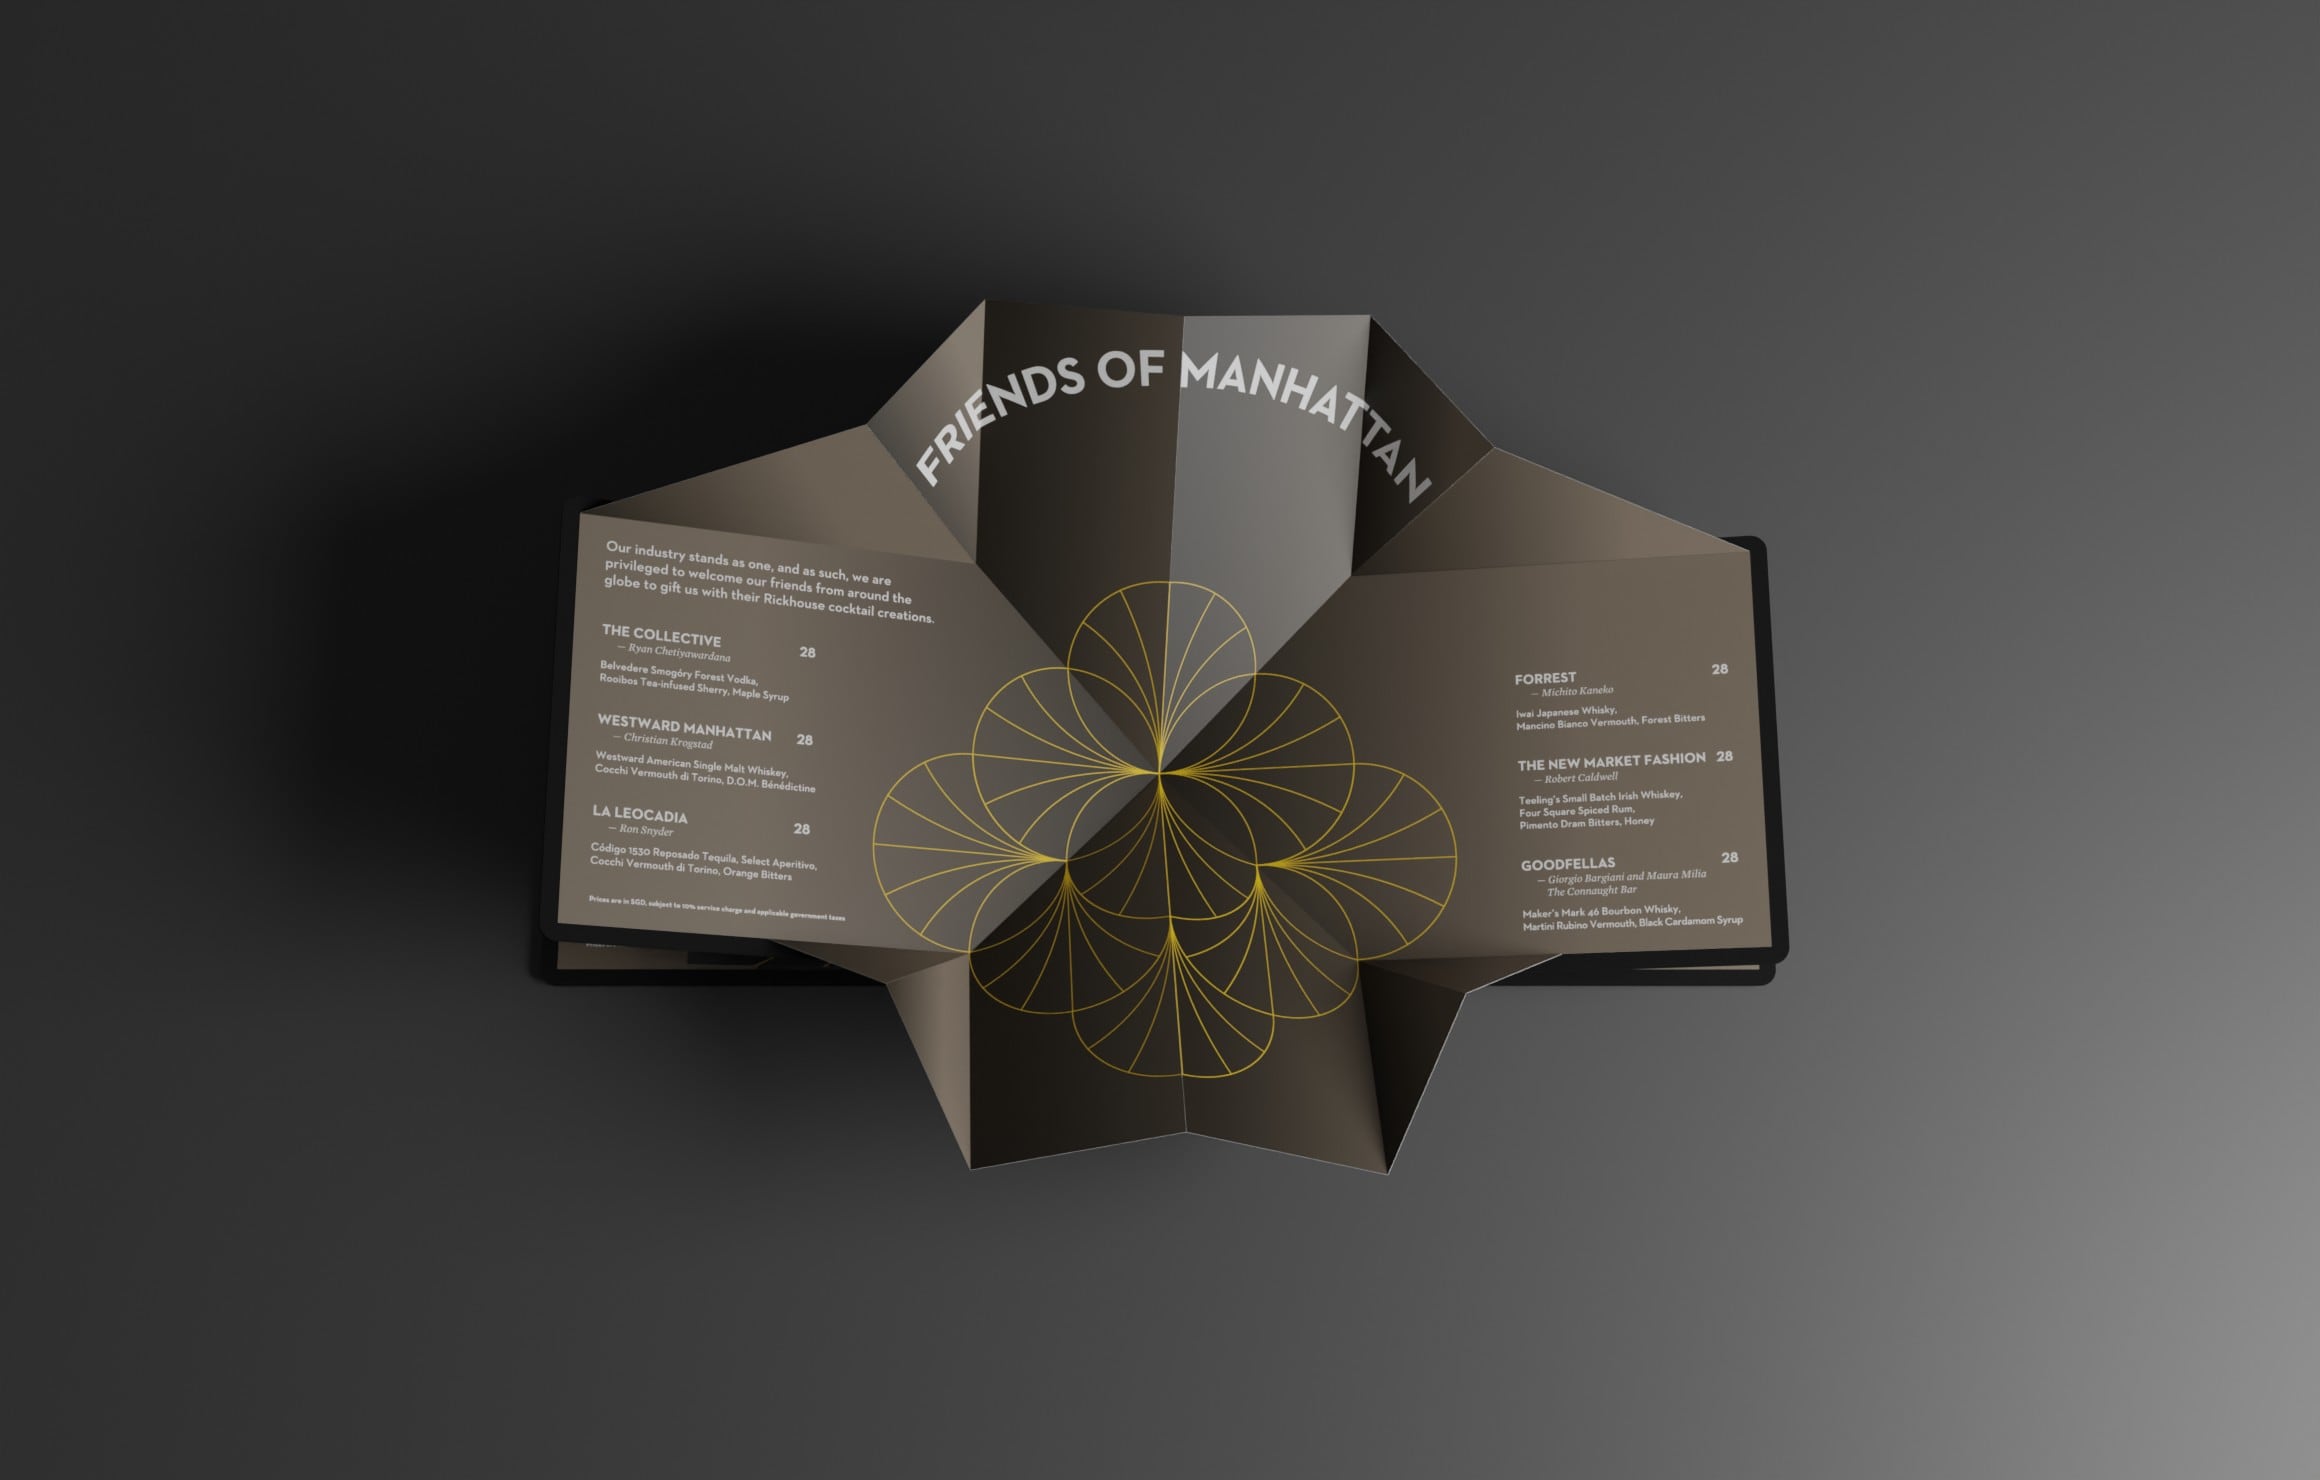 FRIENDS OF MANHATTAN
Our industry stands as one, and as such, we are
privileged to welcome our friends from around the
globe to gift us with their Rickhouse cocktail creations.
THE COLLECTIVE 28
— Ryan Chetiyawardana
Belvedere Smogóry Forest Vodka,
Rooibos Tea-infused Sherry, Maple Syrup
WESTWARD MANHATTAN 28
— Christian Krogstad
Westward American Single Malt Whiskey,
Cocchi Vermouth di Torino, D.O.M. Bénédictine
LA LEOCADIA 28
— Ron Snyder
Código 1530 Reposado Tequila, Select Aperitivo,
Cocchi Vermouth di Torino, Orange Bitters
Prices are in SGD, subject to 10% service charge and applicable government taxes
FORREST 28
— Michito Kaneko
Iwai Japanese Whisky,
Mancino Bianco Vermouth, Forest Bitters
THE NEW MARKET FASHION 28
— Robert Caldwell
Teeling's Small Batch Irish Whiskey,
Four Square Spiced Rum,
Pimento Dram Bitters, Honey
GOODFELLAS 28
— Giorgio Bargiani and Maura Milia
The Connaught Bar
Maker's Mark 46 Bourbon Whisky,
Martini Rubino Vermouth, Black Cardamom Syrup